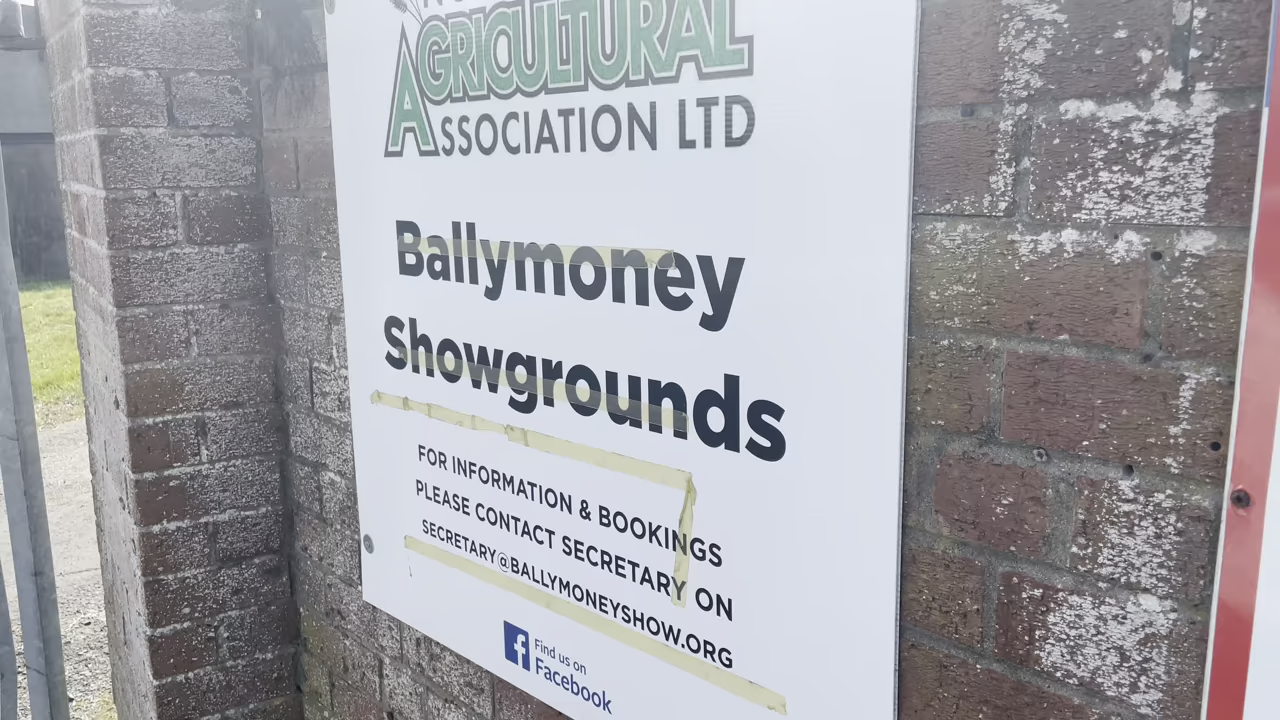 AGRICULTURAL
ASSOCIATION LTD
Ballymoney
Showgrounds
FOR INFORMATION & BOOKINGS
PLEASE CONTACT SECRETARY ON
SECRETARY@BALLYMONEYSHOW.ORG
f
Find us on
Facebook